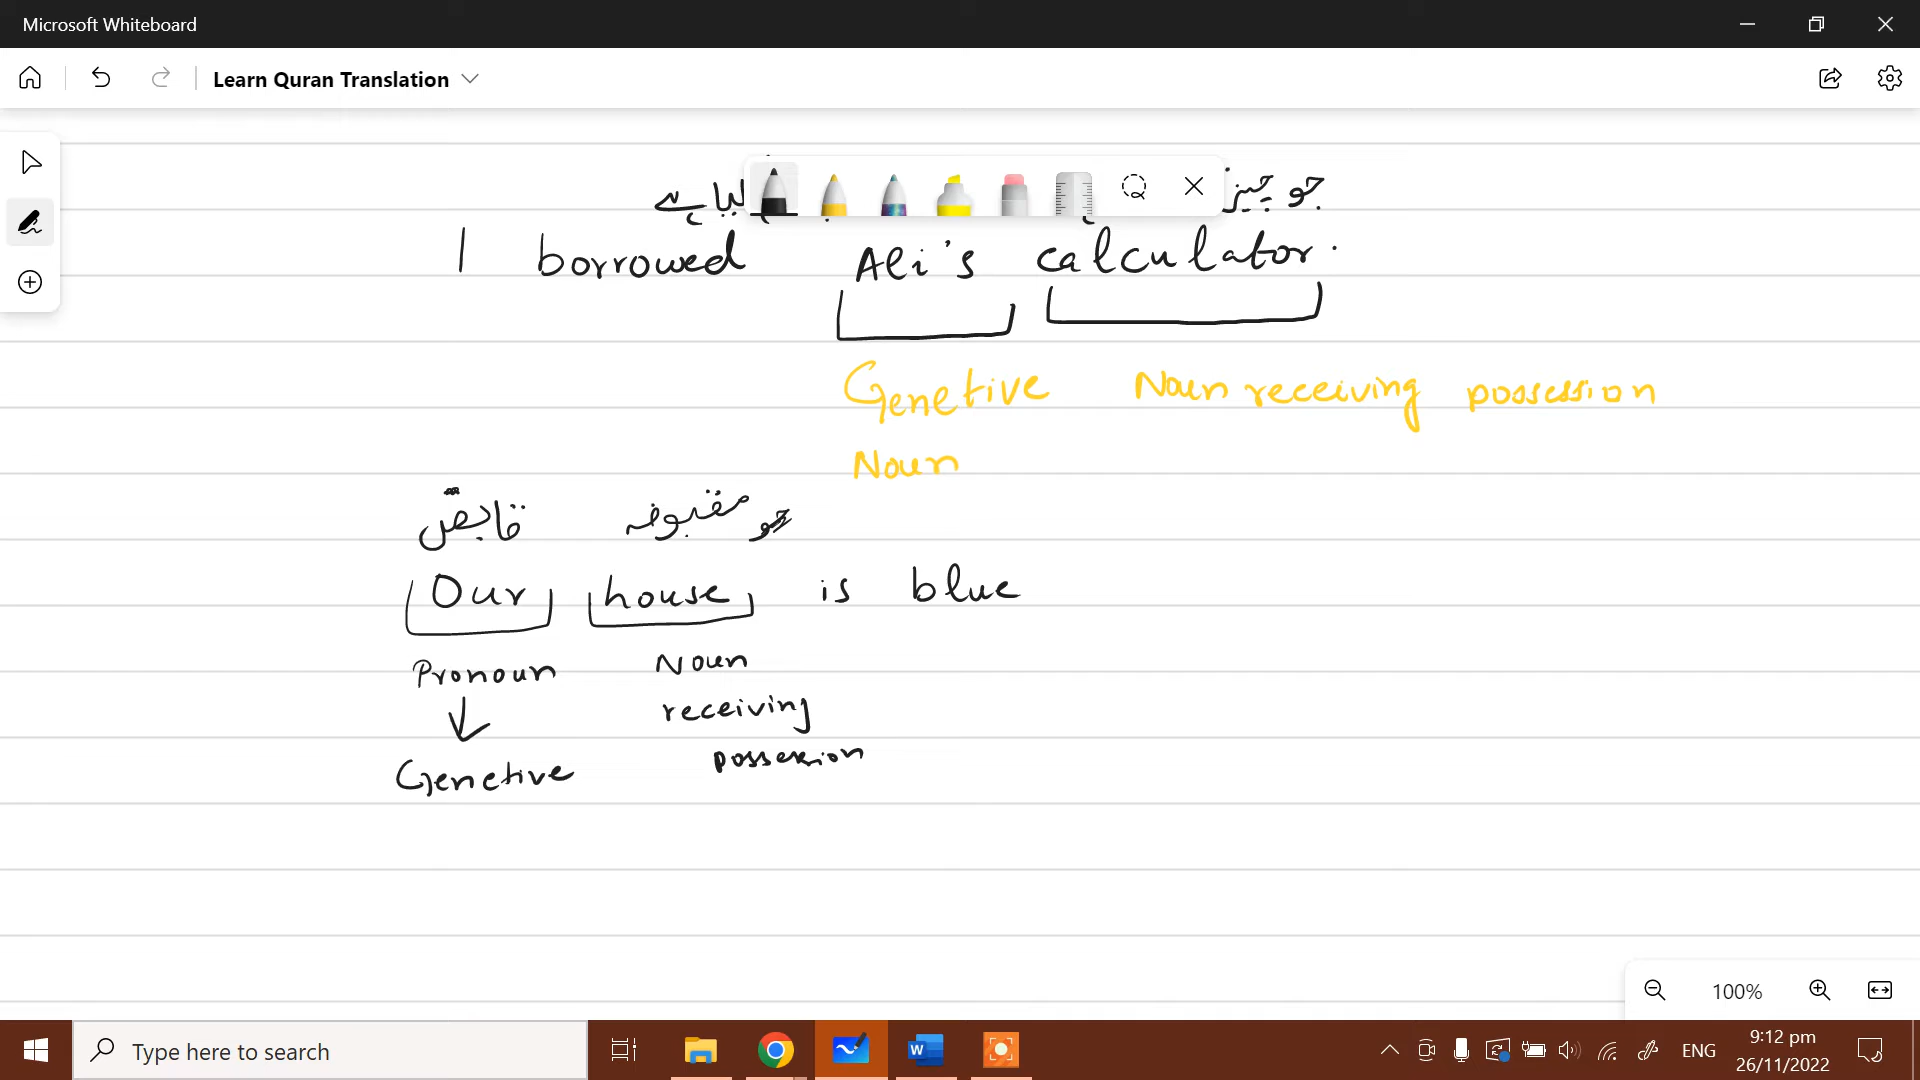 Microsoft Whiteboard
Learn Quran Translation
جو چیز لیا ہے
I borrowed Ali's calculator.
Genetive Noun receiving possession
Noun
قابض مقبوضہ
Our house is blue
Pronoun Noun
receiving
possession
Genetive
100%
Type here to search
ENG
9:12 pm
26/11/2022